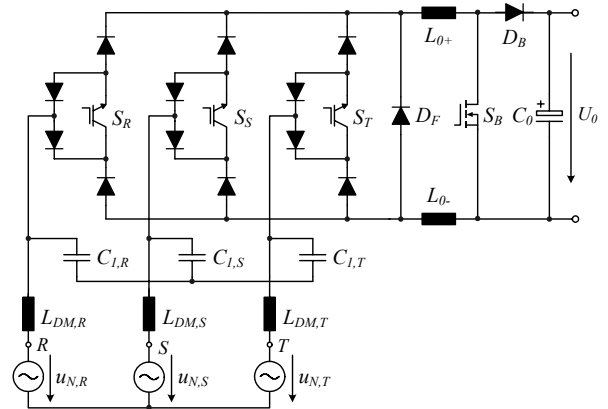 L0+
DB
SR
SS
ST
DF
SB
C0
+
U0
L0-
C1,R
C1,S
C1,T
LDM,R
LDM,S
LDM,T
R
S
T
uN,R
uN,S
uN,T